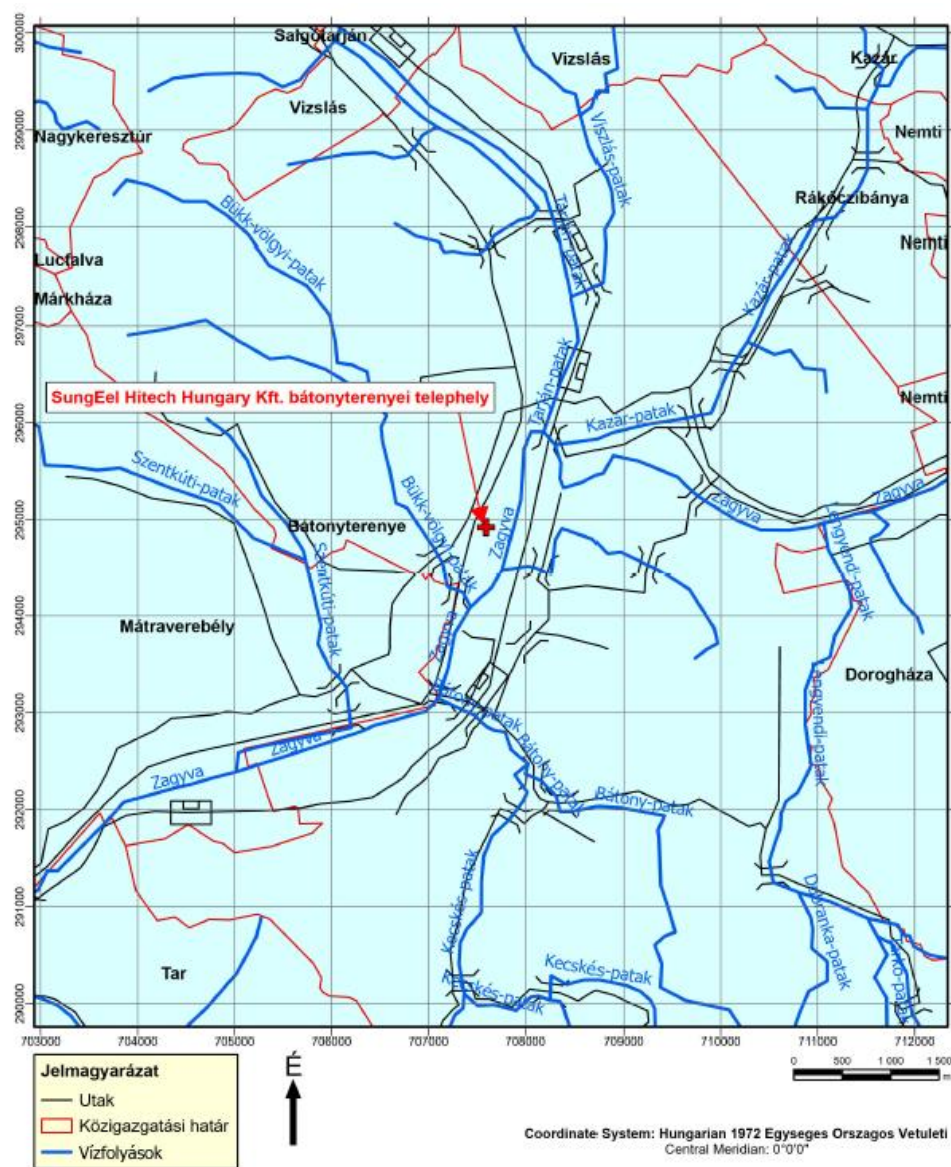 300000
299000
298000
297000
296000
295000
294000
293000
292000
291000
290000
Salgótarján
Vizslás
Kazár
Vizslás
Nemti
Nagykeresztúr
Viszlás-patak
Rákóczibánya
Bükk-völgyi-patak
Tarján-patak
Nemti
Lucfalva
Kazár-patak
Márkháza
Tarján-patak
SungEel Hitech Hungary Kft. bátonyterenyei telephely
Nemti
Kazár-patak
Szentkúti-patak
Bükk-völgyi-patak
Zagyva
Zagyva
Bátonyterenye
Zagyva
Lengyendi-patak
Szentkúti-patak
Mátraverebély
Zagyva
Dorogháza
Lengyendi-patak
Bátony-patak
Zagyva
Bátony-patak
Zagyva
Bátony-patak
Kecskés-patak
Doboranka-patak
Tar
Kecskés-patak
Kecskés-patak
703000 704000 705000 706000 707000 708000 709000 710000 711000 712000
Jelmagyarázat
Utak
Közigazgatási határ
Vízfolyások
É
0 500 1 000 1 500
m
Coordinate System: Hungarian 1972 Egyseges Orszagos Vetuleti
Central Meridian: 0°0'0"